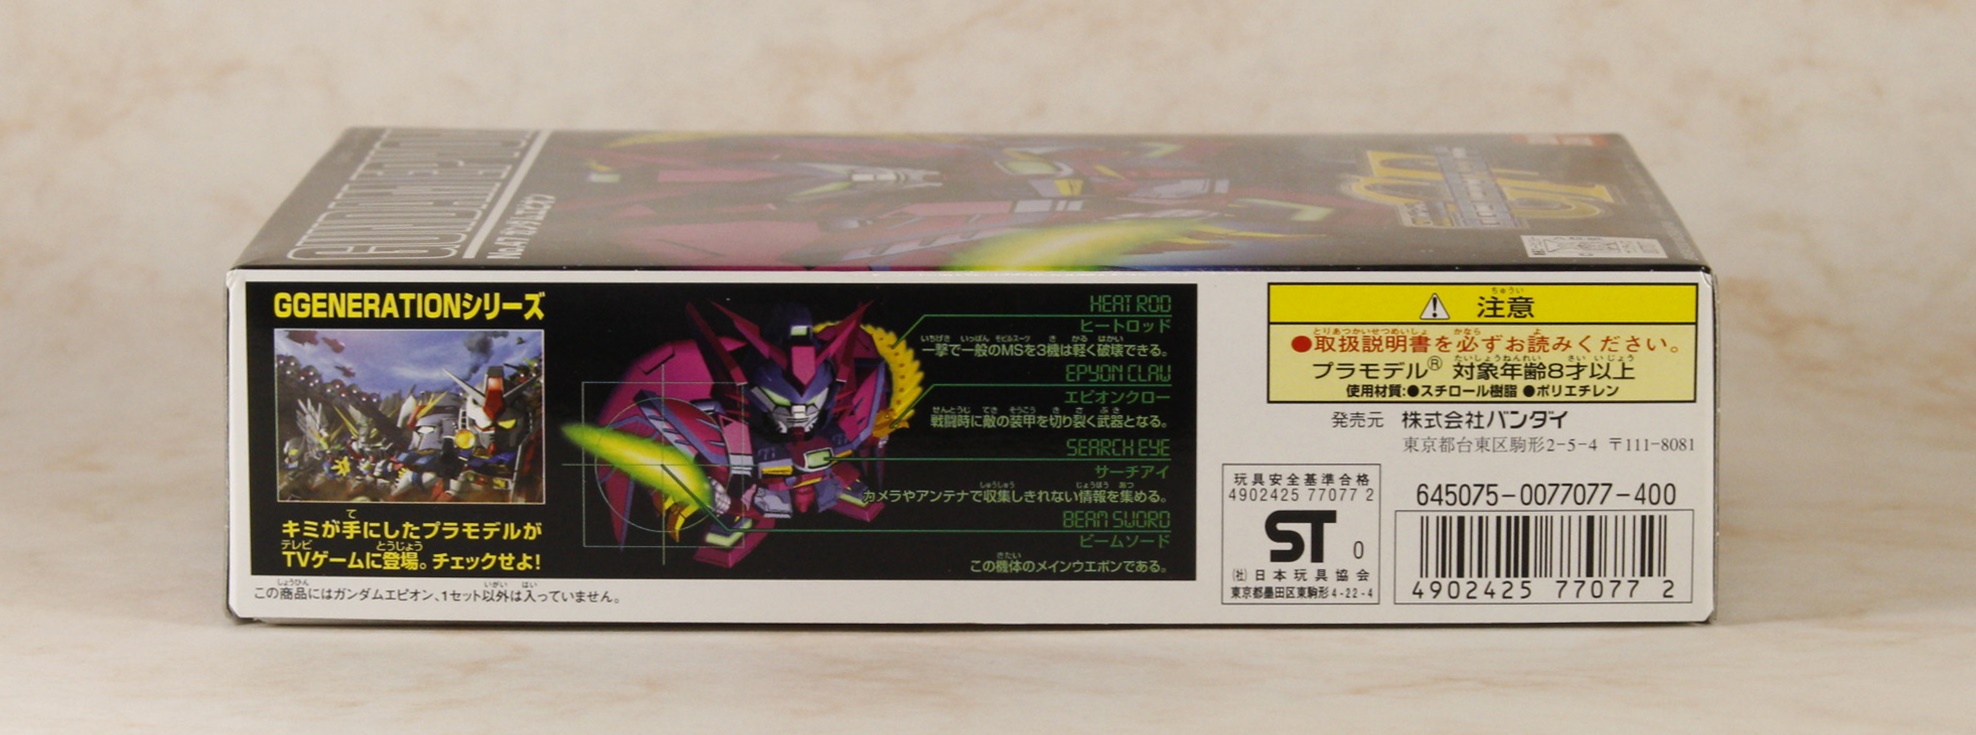 GUNDAM EPYON
No.47 ガンダムエピオン
GGENERATIONシリーズ
キミが手にしたプラモデルが
TVゲームに登場。チェックせよ!
この商品にはガンダムエピオン、1セット以外は入っていません。
HEAT ROD
ヒートロッド
一撃で一般のMSを3機は軽く破壊できる。
EPYON CLAW
エピオンクロー
戦闘時に敵の装甲を切り裂く武器となる。
SEARCH EYE
サーチアイ
カメラやアンテナで収集しきれない情報を集める。
BEAM SWORD
ビームソード
この機体のメインウエポンである。
注意
●取扱説明書を必ずお読みください。
プラモデル® 対象年齢8才以上
使用材質:●スチロール樹脂 ●ポリエチレン
発売元 株式会社バンダイ
東京都台東区駒形2-5-4 〒111-8081
玩具安全基準合格
4902425 77077 2
ST 0
(社)日本玩具協会
東京都墨田区東駒形4-22-4
645075-0077077-400
4902425 77077 2